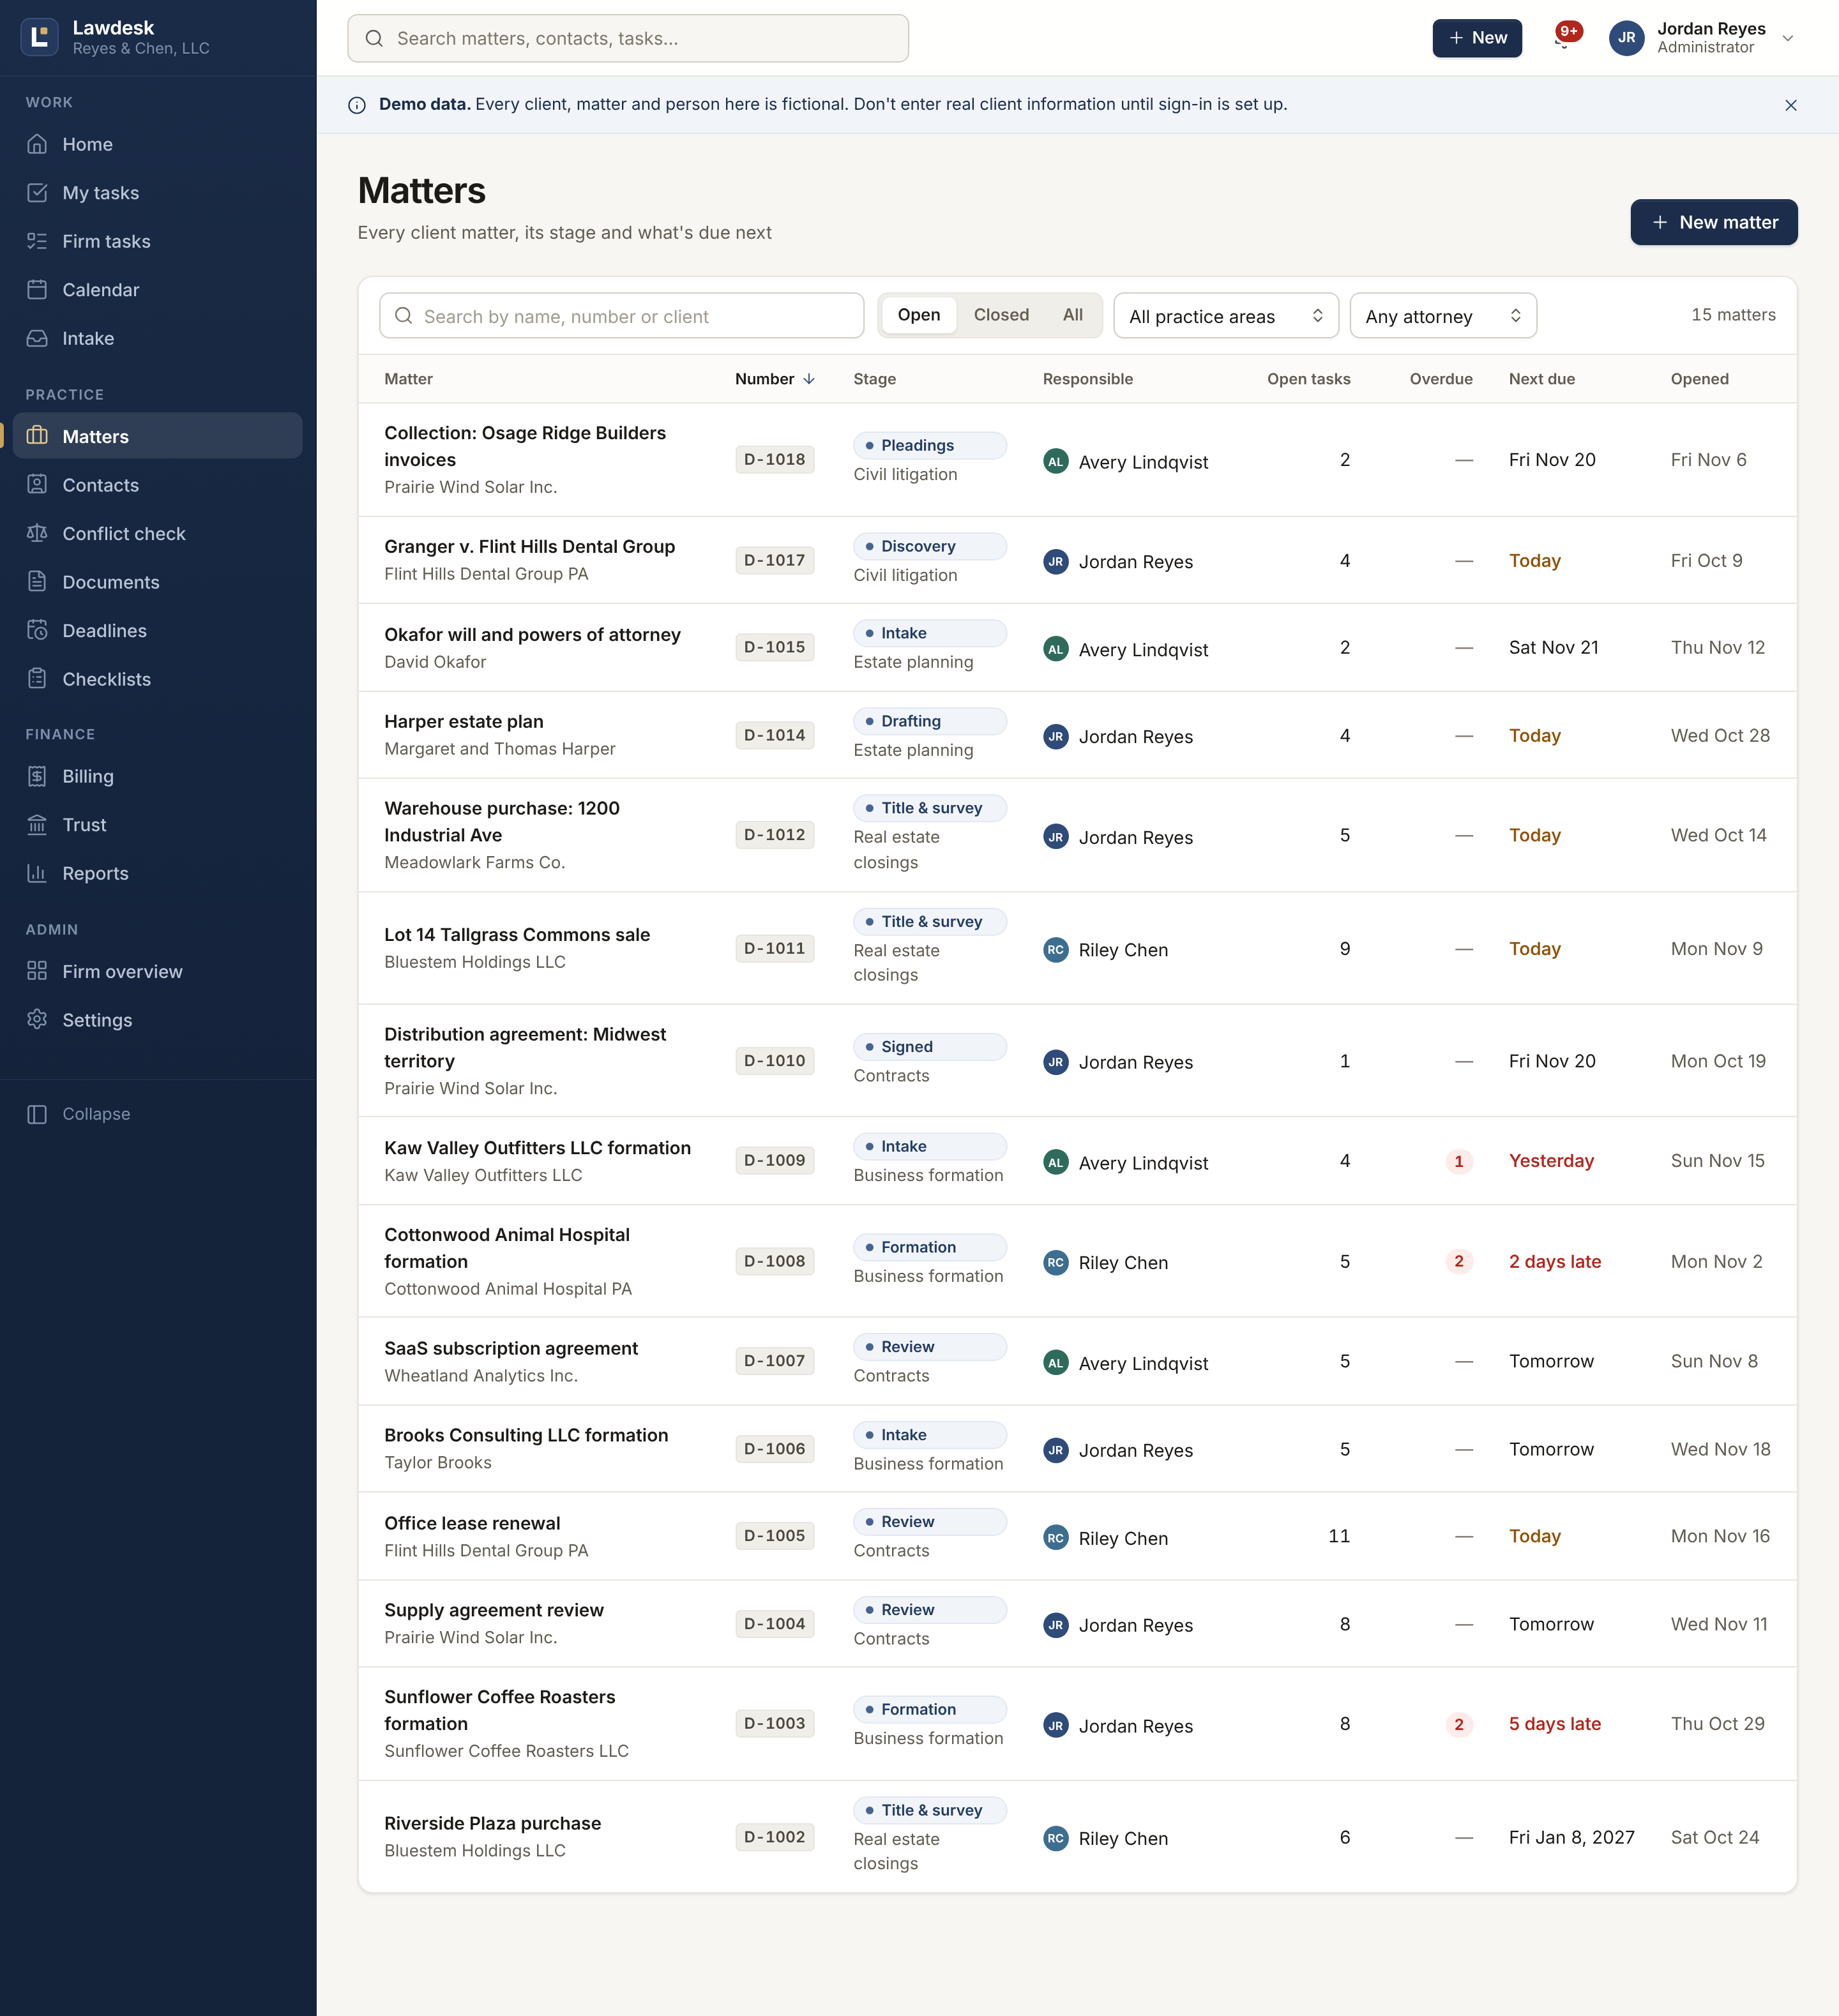 Lawdesk
Reyes & Chen, LLC
Search matters, contacts, tasks...
New
9+
JR
Jordan Reyes
Administrator
Demo data. Every client, matter and person here is fictional. Don't enter real client information until sign-in is set up.
WORK
Home
My tasks
Firm tasks
Calendar
Intake
PRACTICE
Matters
Contacts
Conflict check
Documents
Deadlines
Checklists
FINANCE
Billing
Trust
Reports
ADMIN
Firm overview
Settings
Collapse
Matters
Every client matter, its stage and what's due next
New matter
Search by name, number or client
Open
Closed
All
All practice areas
Any attorney
15 matters
Matter Number Stage Responsible Open tasks Overdue Next due Opened
Collection: Osage Ridge Builders
invoices
Prairie Wind Solar Inc.
D-1018
Pleadings
Civil litigation
AL Avery Lindqvist
2
—
Fri Nov 20
Fri Nov 6
Granger v. Flint Hills Dental Group
Flint Hills Dental Group PA
D-1017
Discovery
Civil litigation
JR Jordan Reyes
4
—
Today
Fri Oct 9
Okafor will and powers of attorney
David Okafor
D-1015
Intake
Estate planning
AL Avery Lindqvist
2
—
Sat Nov 21
Thu Nov 12
Harper estate plan
Margaret and Thomas Harper
D-1014
Drafting
Estate planning
JR Jordan Reyes
4
—
Today
Wed Oct 28
Warehouse purchase: 1200
Industrial Ave
Meadowlark Farms Co.
D-1012
Title & survey
Real estate
closings
JR Jordan Reyes
5
—
Today
Wed Oct 14
Lot 14 Tallgrass Commons sale
Bluestem Holdings LLC
D-1011
Title & survey
Real estate
closings
RC Riley Chen
9
—
Today
Mon Nov 9
Distribution agreement: Midwest
territory
Prairie Wind Solar Inc.
D-1010
Signed
Contracts
JR Jordan Reyes
1
—
Fri Nov 20
Mon Oct 19
Kaw Valley Outfitters LLC formation
Kaw Valley Outfitters LLC
D-1009
Intake
Business formation
AL Avery Lindqvist
4
1
Yesterday
Sun Nov 15
Cottonwood Animal Hospital
formation
Cottonwood Animal Hospital PA
D-1008
Formation
Business formation
RC Riley Chen
5
2
2 days late
Mon Nov 2
SaaS subscription agreement
Wheatland Analytics Inc.
D-1007
Review
Contracts
AL Avery Lindqvist
5
—
Tomorrow
Sun Nov 8
Brooks Consulting LLC formation
Taylor Brooks
D-1006
Intake
Business formation
JR Jordan Reyes
5
—
Tomorrow
Wed Nov 18
Office lease renewal
Flint Hills Dental Group PA
D-1005
Review
Contracts
RC Riley Chen
11
—
Today
Mon Nov 16
Supply agreement review
Prairie Wind Solar Inc.
D-1004
Review
Contracts
JR Jordan Reyes
8
—
Tomorrow
Wed Nov 11
Sunflower Coffee Roasters
formation
Sunflower Coffee Roasters LLC
D-1003
Formation
Business formation
JR Jordan Reyes
8
2
5 days late
Thu Oct 29
Riverside Plaza purchase
Bluestem Holdings LLC
D-1002
Title & survey
Real estate
closings
RC Riley Chen
6
—
Fri Jan 8, 2027
Sat Oct 24